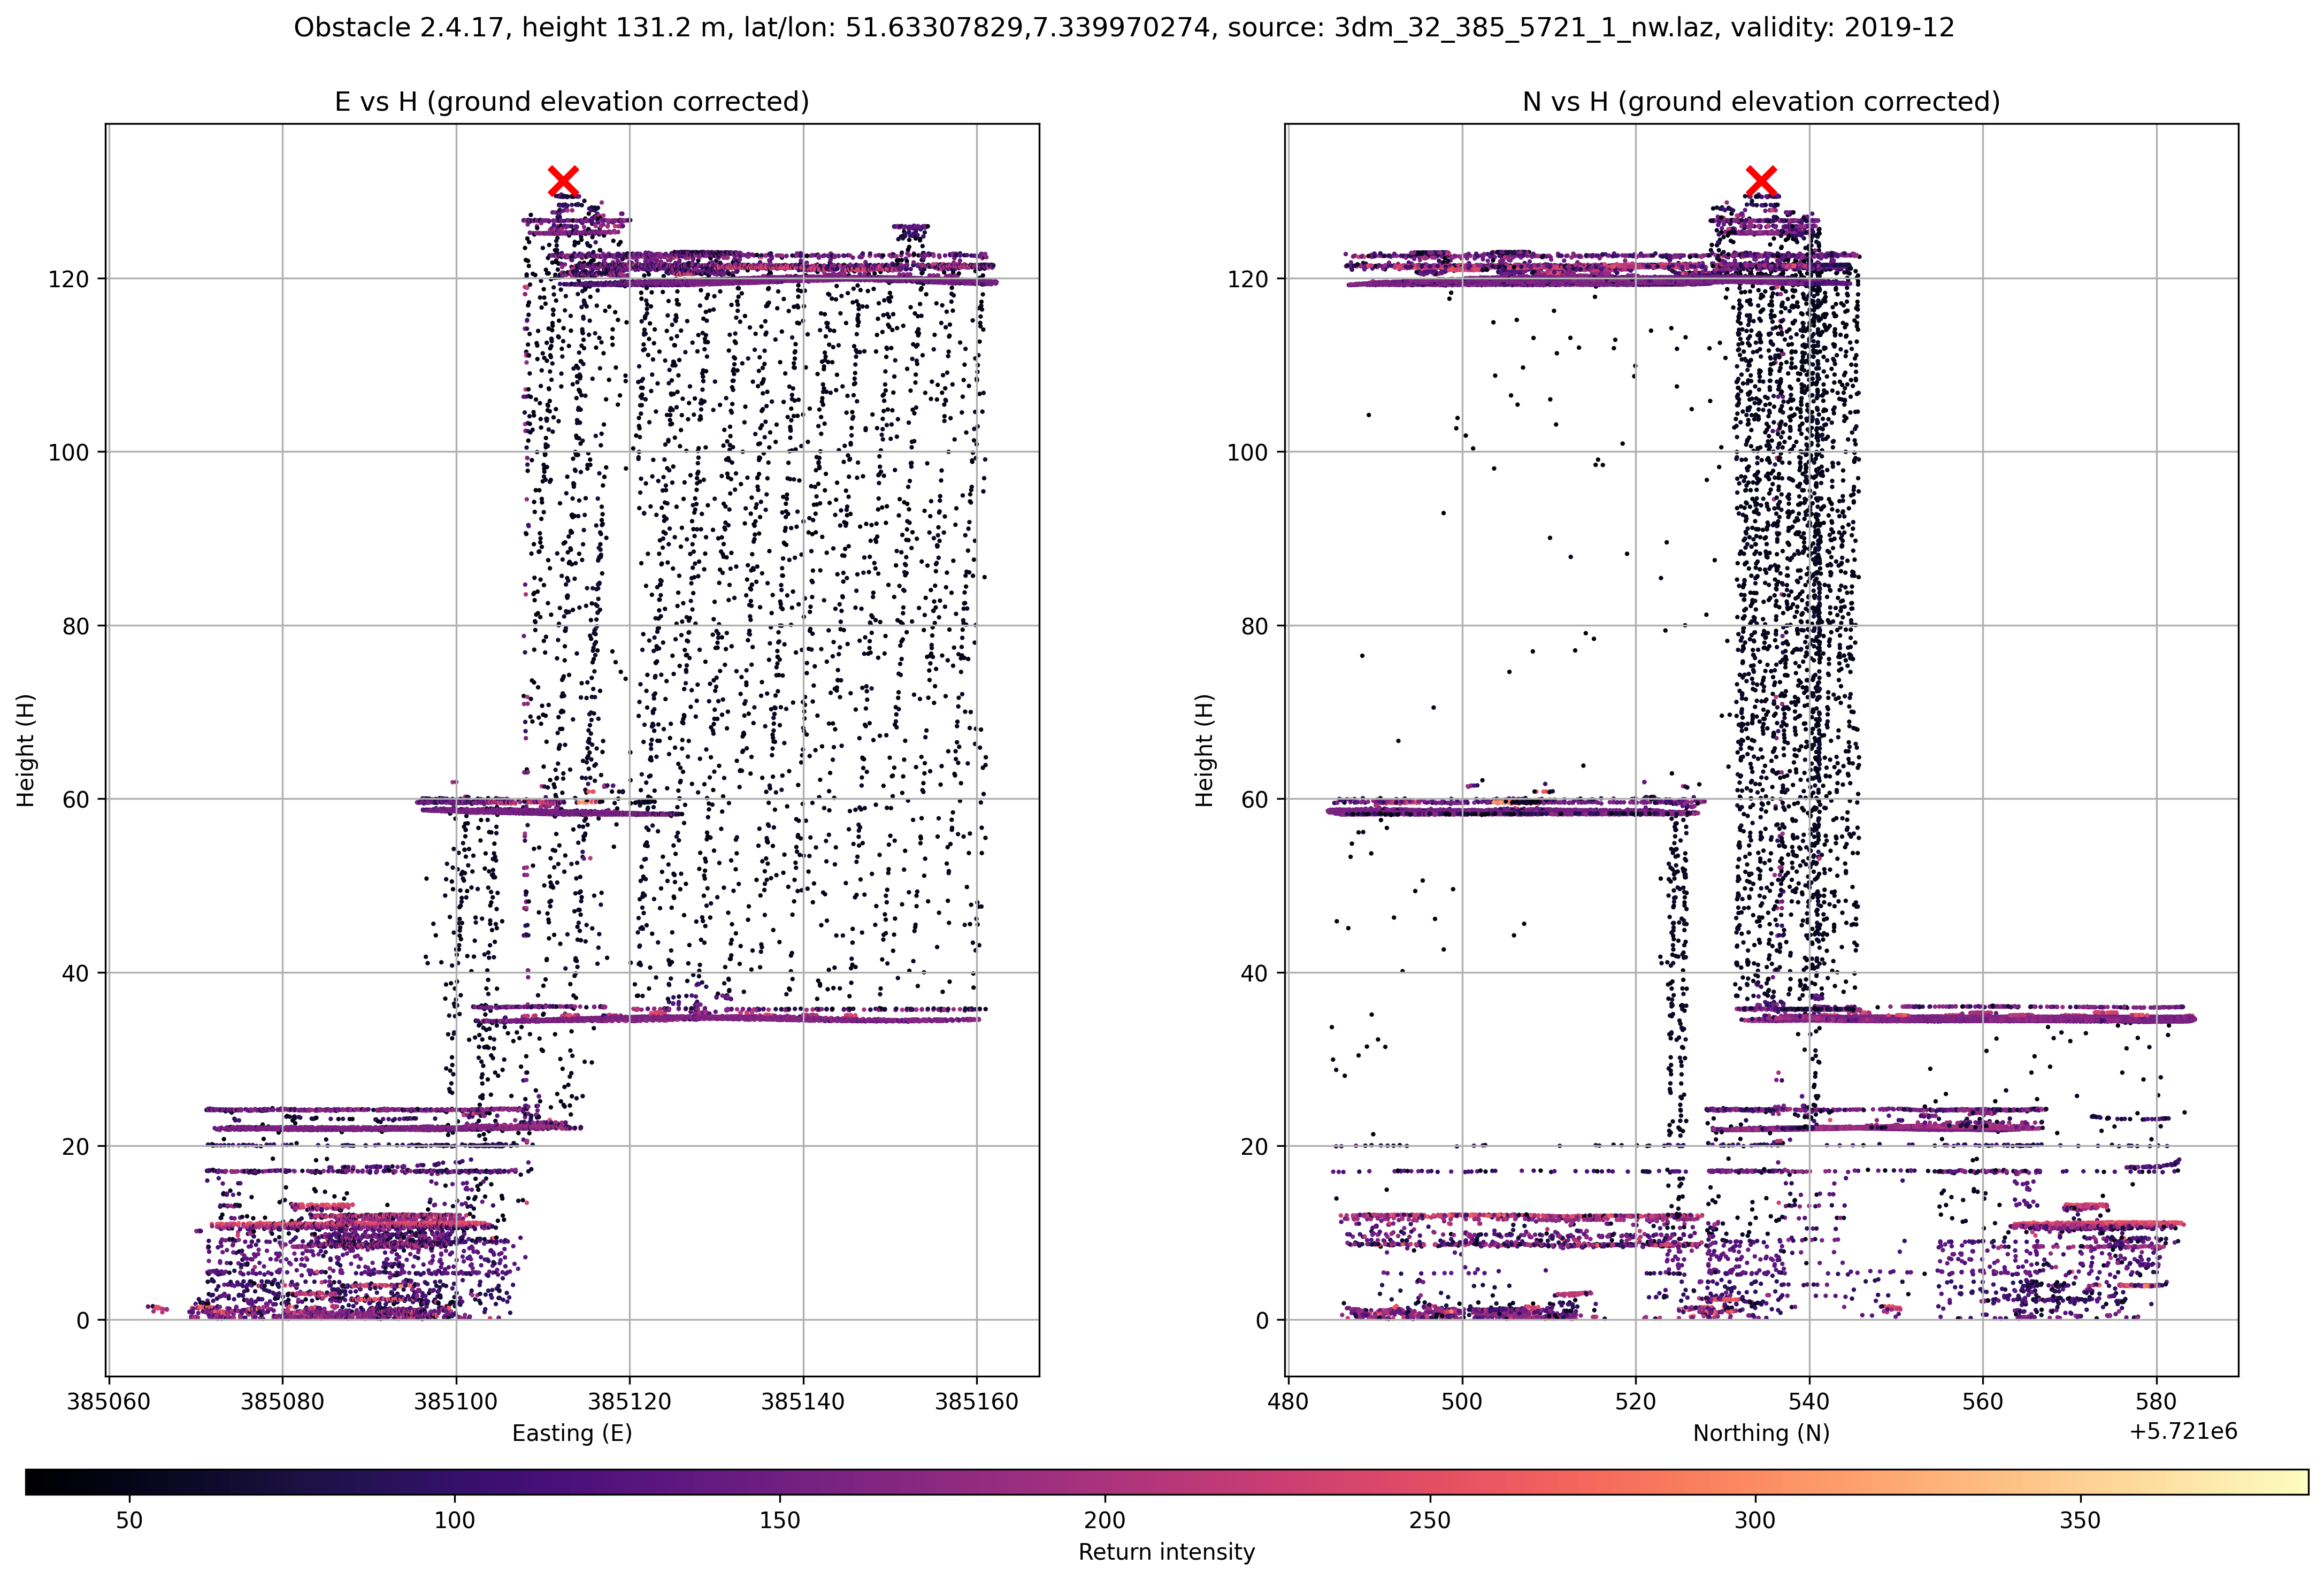 Obstacle 2.4.17, height 131.2 m, lat/lon: 51.63307829,7.339970274, source: 3dm_32_385_5721_1_nw.laz, validity: 2019-12
E vs H (ground elevation corrected)
N vs H (ground elevation corrected)
120
100
80
60
40
20
0
Height (H)
385060 385080 385100 385120 385140 385160
Easting (E)
120
100
80
60
40
20
0
Height (H)
480 500 520 540 560 580
+5.721e6
Northing (N)
50 100 150 200 250 300 350
Return intensity